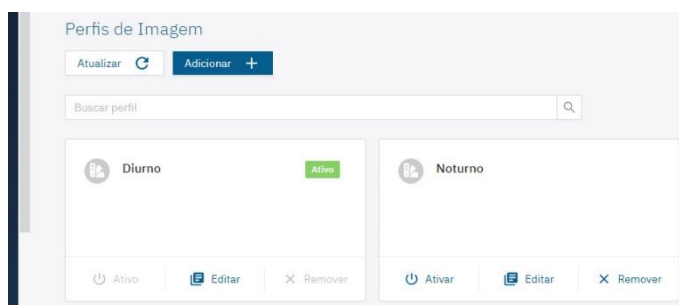 Perfis de Imagem
Atualizar Adicionar
Buscar perfil
Diurno Ativo Noturno
Ativo Editar Remover Ativar Editar Remover